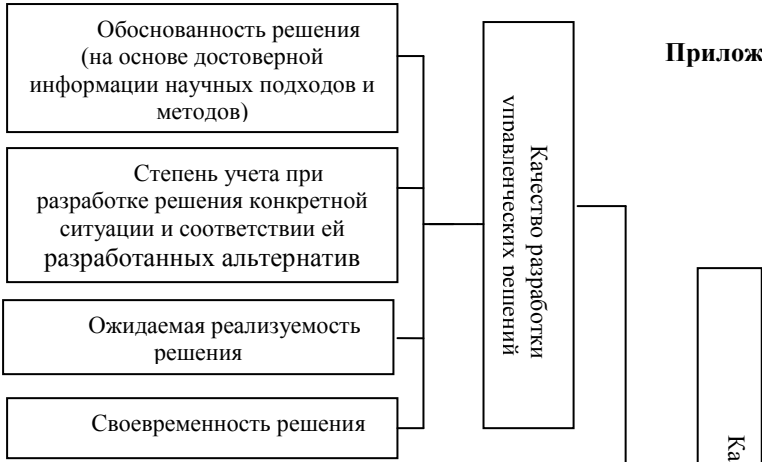 Обоснованность решения
(на основе достоверной
информации научных подходов и
методов)
Степень учета при
разработке решения конкретной
ситуации и соответствии ей
разработанных альтернатив
Ожидаемая реализуемость
решения
Своевременность решения
Качество разработки
управленческих решений
Прилож
Ка